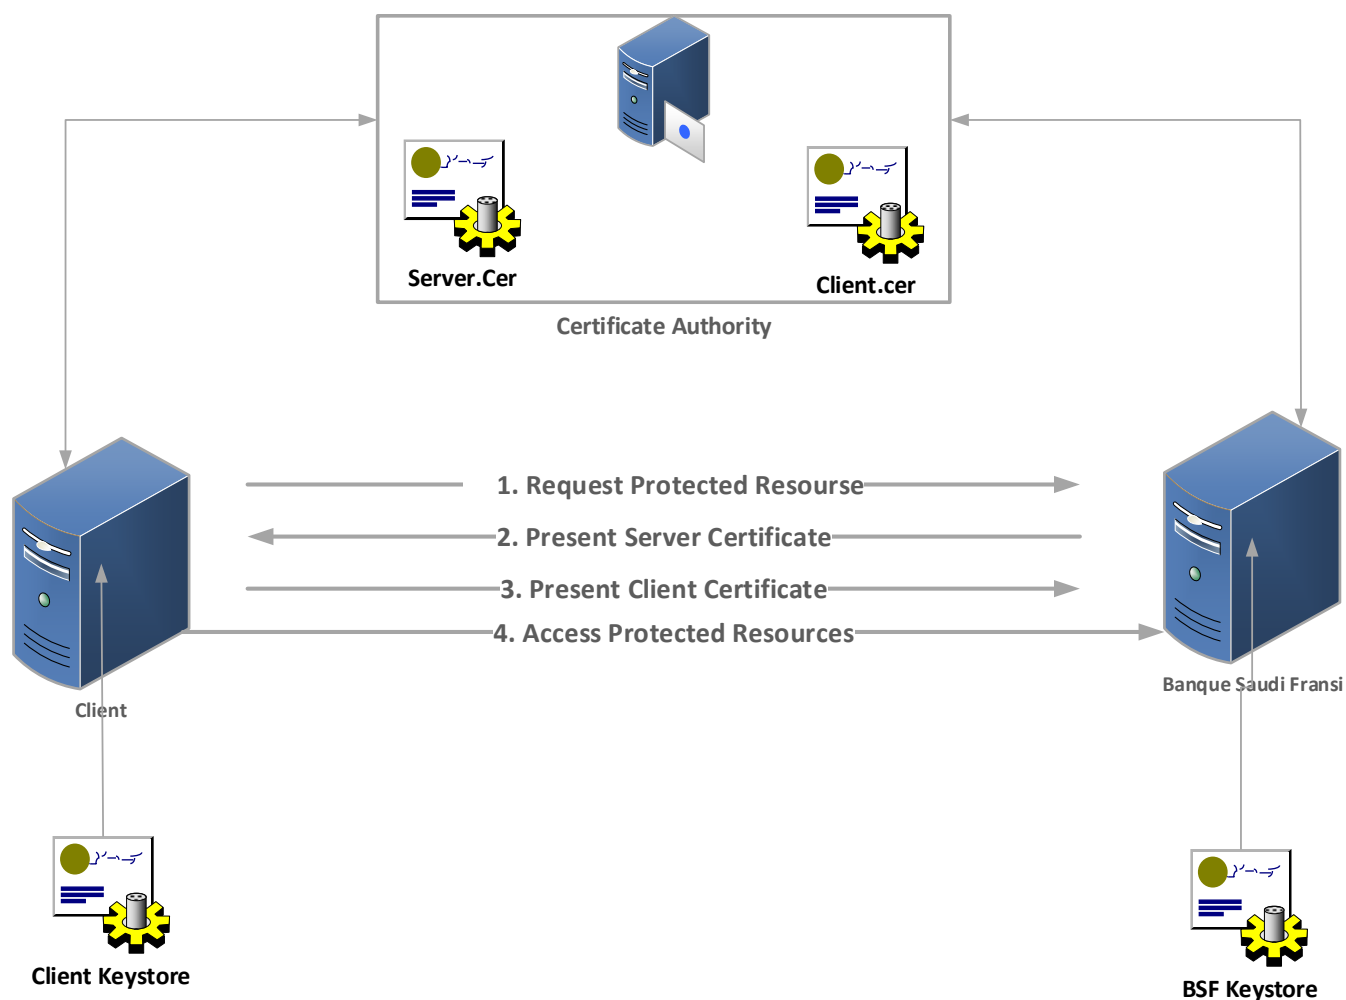 Server.Cer
Client.cer
Certificate Authority
1. Request Protected Resourse
2. Present Server Certificate
3. Present Client Certificate
4. Access Protected Resources
Client
Banque Saudi Fransi
Client Keystore
BSF Keystore